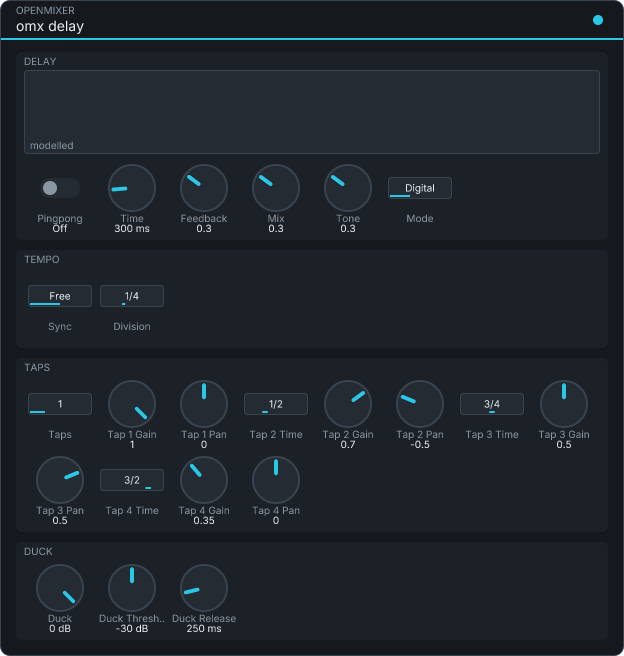 OPENMIXER
omx delay
DELAY
modelled
Digital
Pingpong Time Feedback Mix Tone Mode
Off 300 ms 0.3 0.3 0.3
TEMPO
Free 1/4
Sync Division
TAPS
1 1/2 3/4
Taps Tap 1 Gain Tap 1 Pan Tap 2 Time Tap 2 Gain Tap 2 Pan Tap 3 Time Tap 3 Gain
1 0 0.7 -0.5 0.5
3/2
Tap 3 Pan Tap 4 Time Tap 4 Gain Tap 4 Pan
0.5 0.35 0
DUCK
Duck Duck Thresh.. Duck Release
0 dB -30 dB 250 ms